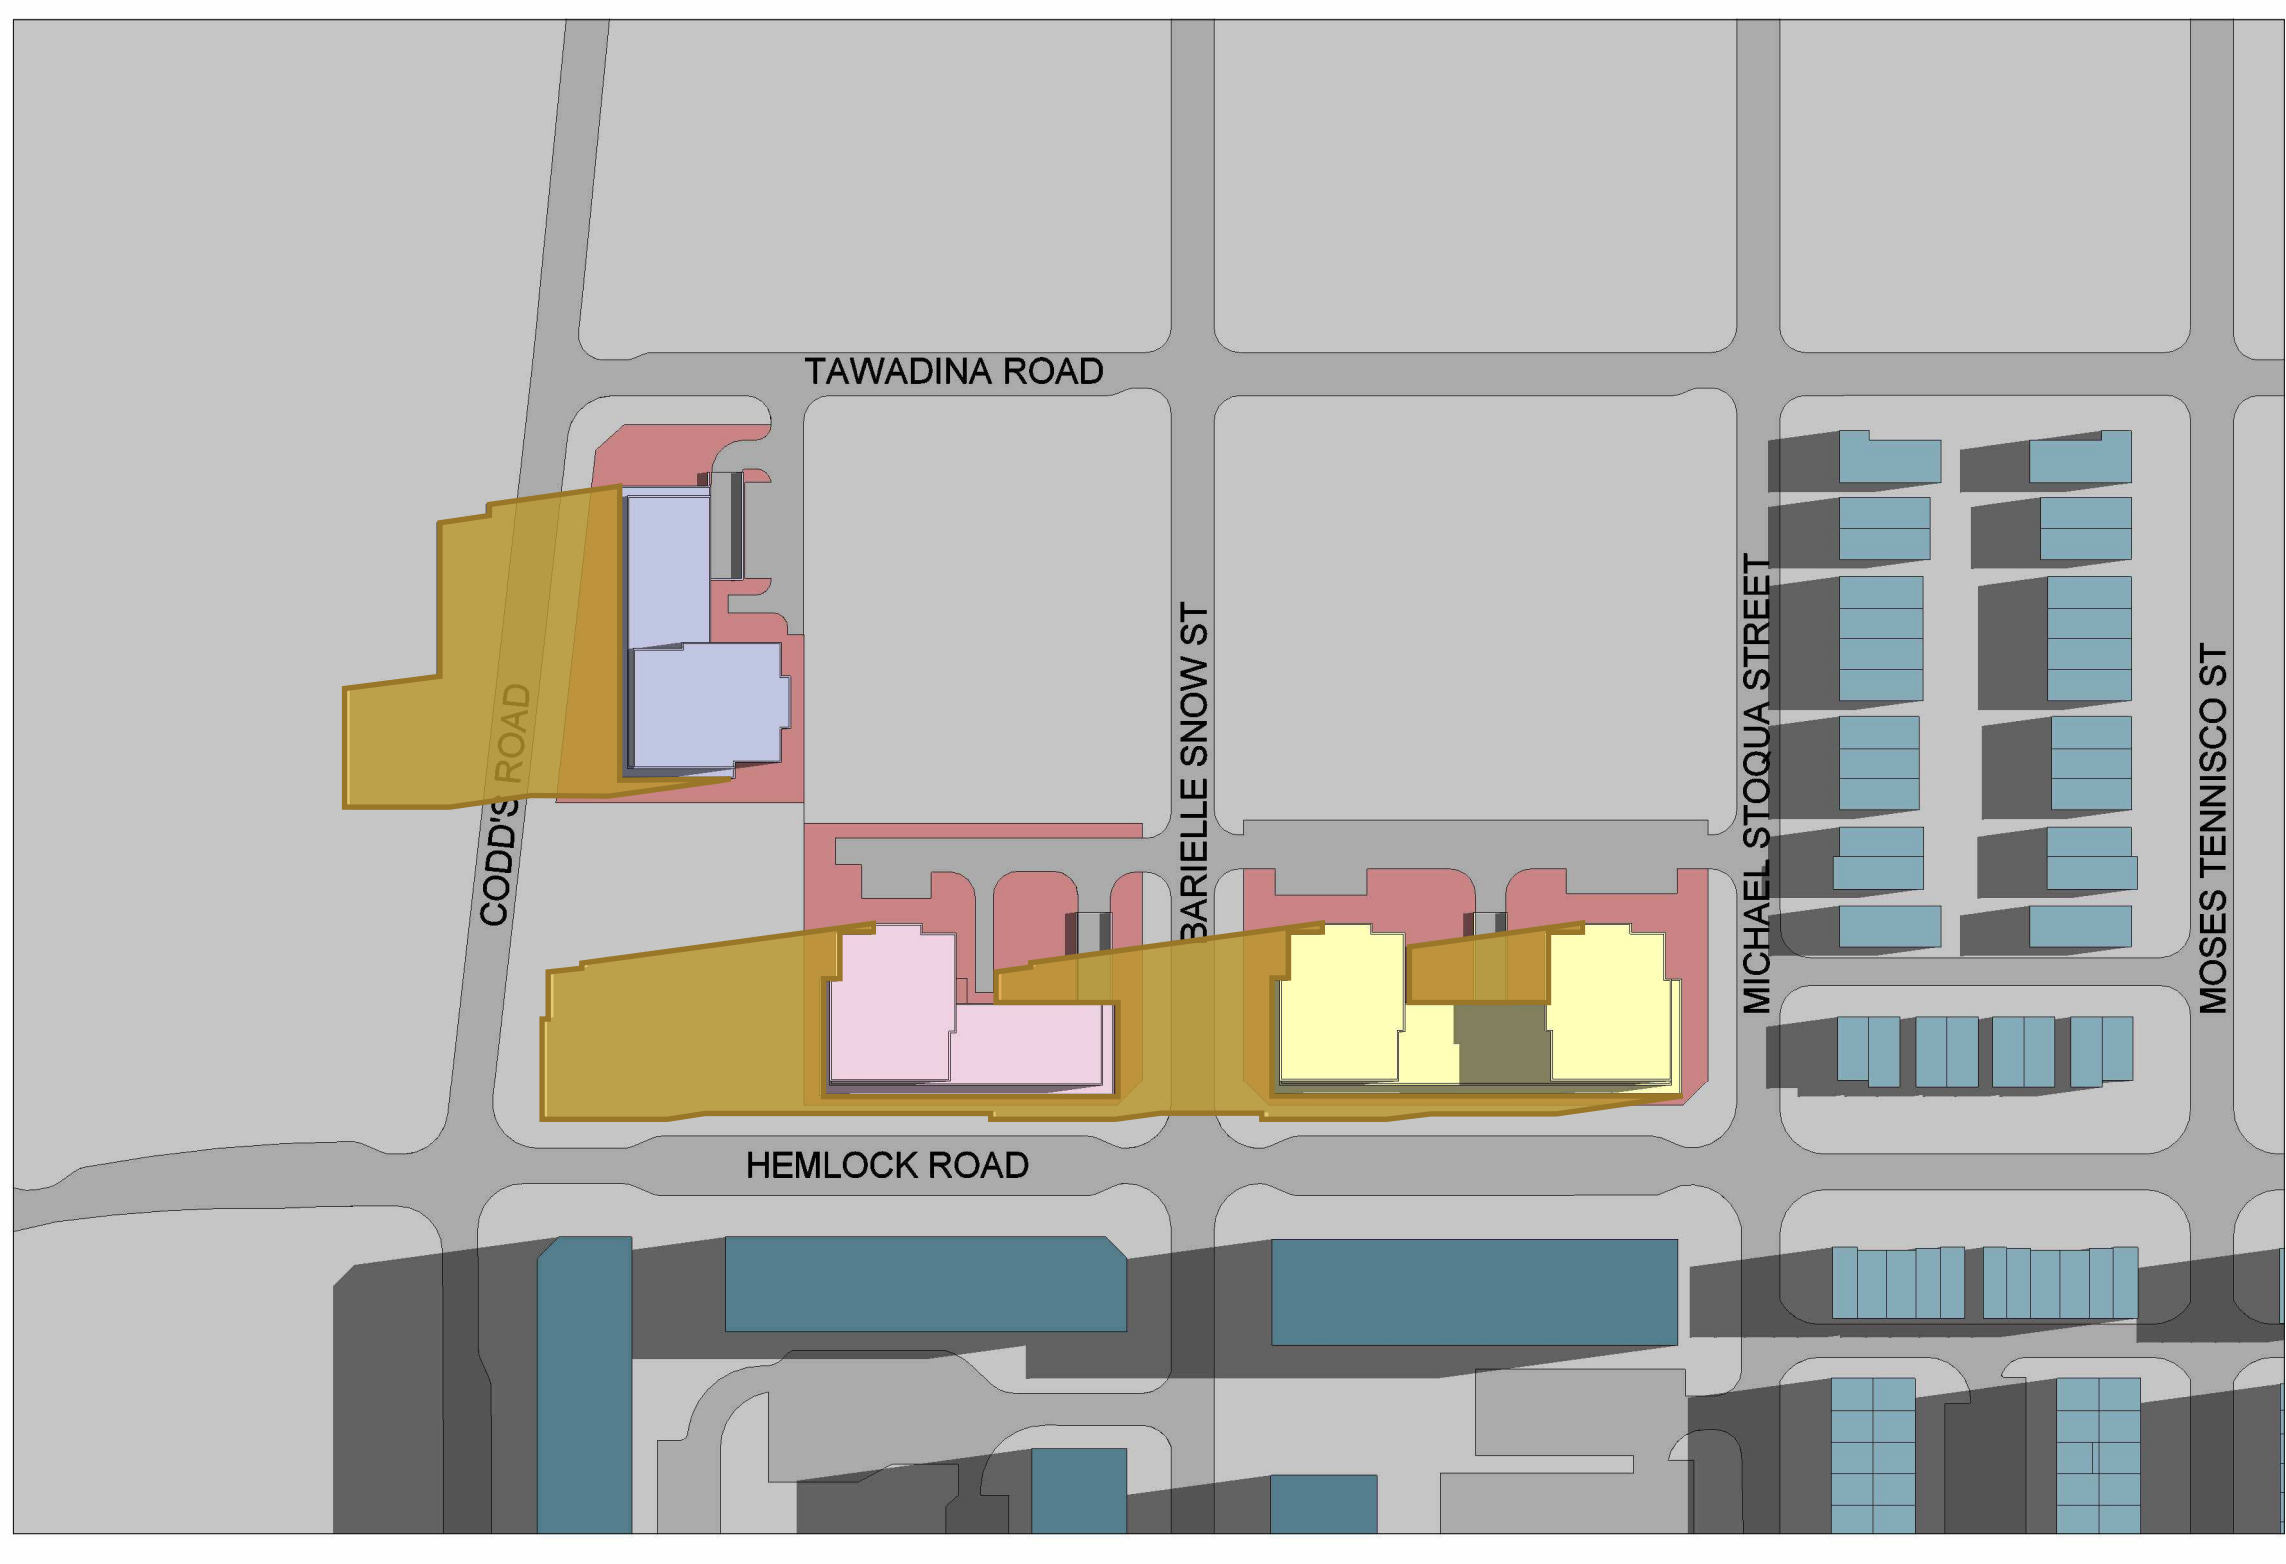 TAWADINA ROAD
CODD'S ROAD
BARIELLE SNOW ST
MICHAEL STOQUA STREET
MOSES TENNISCO ST
HEMLOCK ROAD